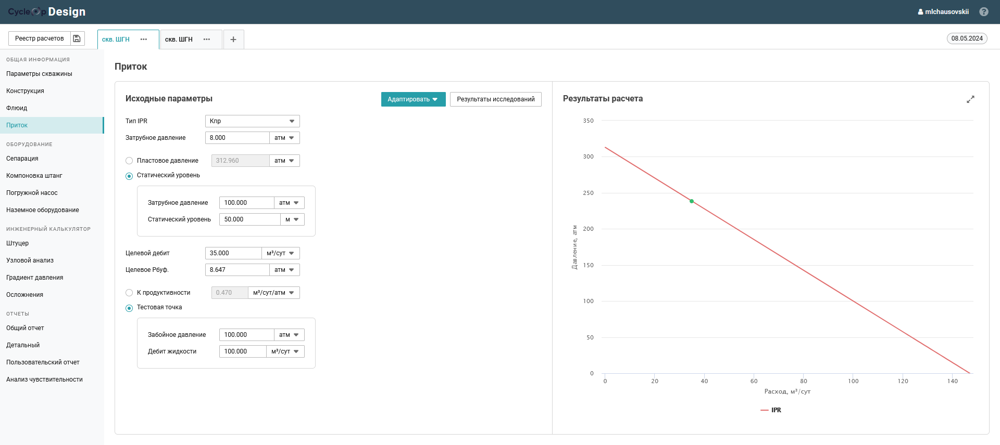 CycleOp Design
mlchausovskii
?
Реестр расчетов
скв. ШГН
скв. ШГН
+
08.05.2024
ОБЩАЯ ИНФОРМАЦИЯ
Параметры скважины
Конструкция
Флюид
Приток
ОБОРУДОВАНИЕ
Сепарация
Компоновка штанг
Погружной насос
Наземное оборудование
ИНЖЕНЕРНЫЙ КАЛЬКУЛЯТОР
Штуцер
Узловой анализ
Градиент давления
Осложнения
ОТЧЕТЫ
Общий отчет
Детальный
Пользовательский отчет
Анализ чувствительности
Приток
Исходные параметры
Адаптировать
Результаты исследований
Тип IPR Кпр
Затрубное давление 8.000 атм
Пластовое давление 312.960 атм
Статический уровень
Затрубное давление 100.000 атм
Статический уровень 50.000 м
Целевой дебит 35.000 м³/сут
Целевое Рбуф. 8.647 атм
К продуктивности 0.470 м³/сут/атм
Тестовая точка
Забойное давление 100.000 атм
Дебит жидкости 100.000 м³/сут
Результаты расчета
350
300
250
200
150
100
50
0
Давление, атм
0 20 40 60 80 100 120 140
Расход, м³/сут
IPR